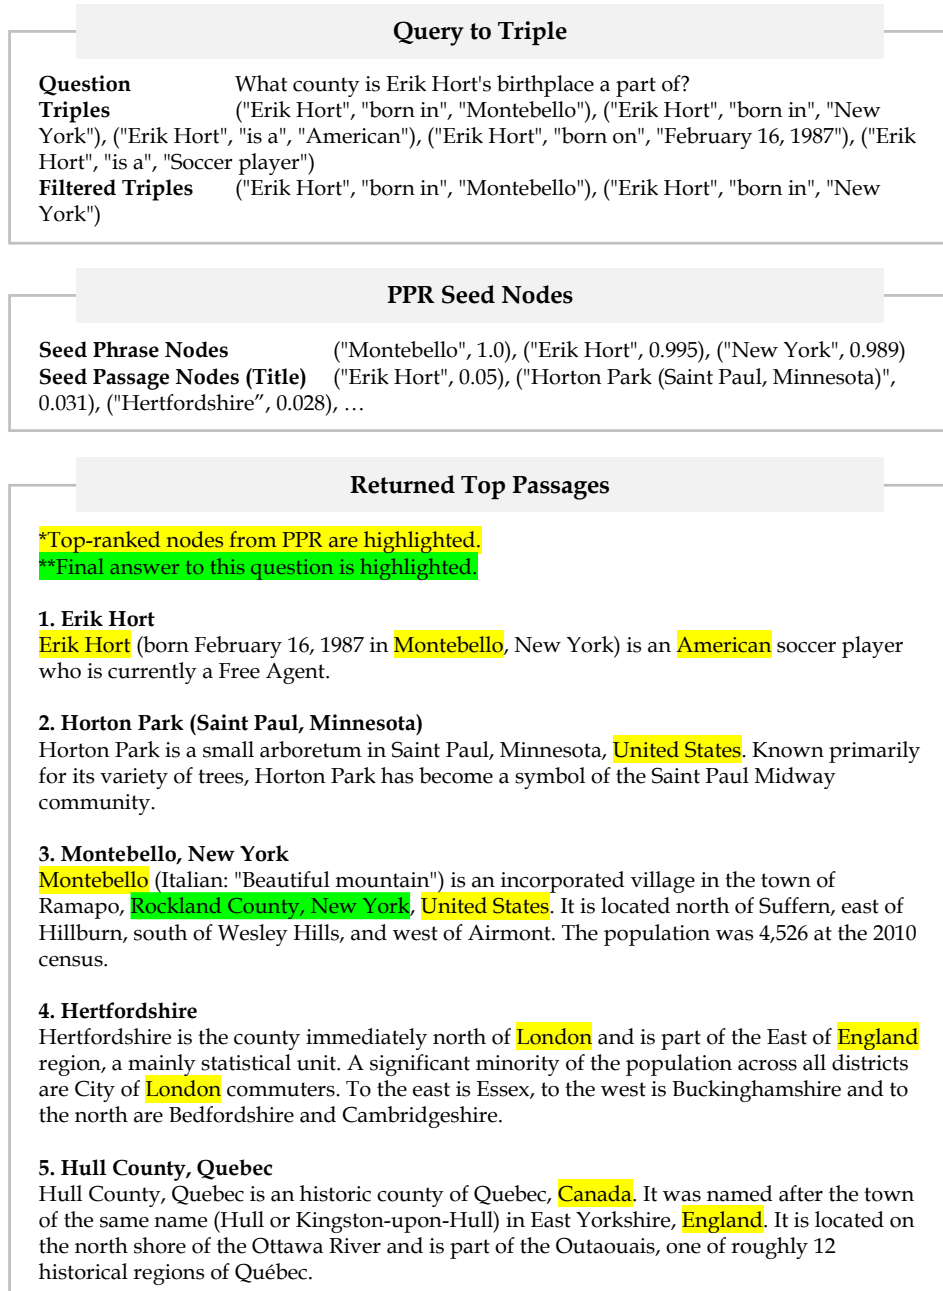 Query to Triple
Question What county is Erik Hort's birthplace a part of?
Triples ("Erik Hort", "born in", "Montebello"), ("Erik Hort", "born in", "New
York"), ("Erik Hort", "is a", "American"), ("Erik Hort", "born on", "February 16, 1987"), ("Erik
Hort", "is a", "Soccer player")
Filtered Triples ("Erik Hort", "born in", "Montebello"), ("Erik Hort", "born in", "New
York")
PPR Seed Nodes
Seed Phrase Nodes ("Montebello", 1.0), ("Erik Hort", 0.995), ("New York", 0.989)
Seed Passage Nodes (Title) ("Erik Hort", 0.05), ("Horton Park (Saint Paul, Minnesota)",
0.031), ("Hertfordshire”, 0.028), …
Returned Top Passages
*Top-ranked nodes from PPR are highlighted.
**Final answer to this question is highlighted.
1. Erik Hort
Erik Hort (born February 16, 1987 in Montebello, New York) is an American soccer player
who is currently a Free Agent.
2. Horton Park (Saint Paul, Minnesota)
Horton Park is a small arboretum in Saint Paul, Minnesota, United States. Known primarily
for its variety of trees, Horton Park has become a symbol of the Saint Paul Midway
community.
3. Montebello, New York
Montebello (Italian: "Beautiful mountain") is an incorporated village in the town of
Ramapo, Rockland County, New York, United States. It is located north of Suffern, east of
Hillburn, south of Wesley Hills, and west of Airmont. The population was 4,526 at the 2010
census.
4. Hertfordshire
Hertfordshire is the county immediately north of London and is part of the East of England
region, a mainly statistical unit. A significant minority of the population across all districts
are City of London commuters. To the east is Essex, to the west is Buckinghamshire and to
the north are Bedfordshire and Cambridgeshire.
5. Hull County, Quebec
Hull County, Quebec is an historic county of Quebec, Canada. It was named after the town
of the same name (Hull or Kingston-upon-Hull) in East Yorkshire, England. It is located on
the north shore of the Ottawa River and is part of the Outaouais, one of roughly 12
historical regions of Québec.